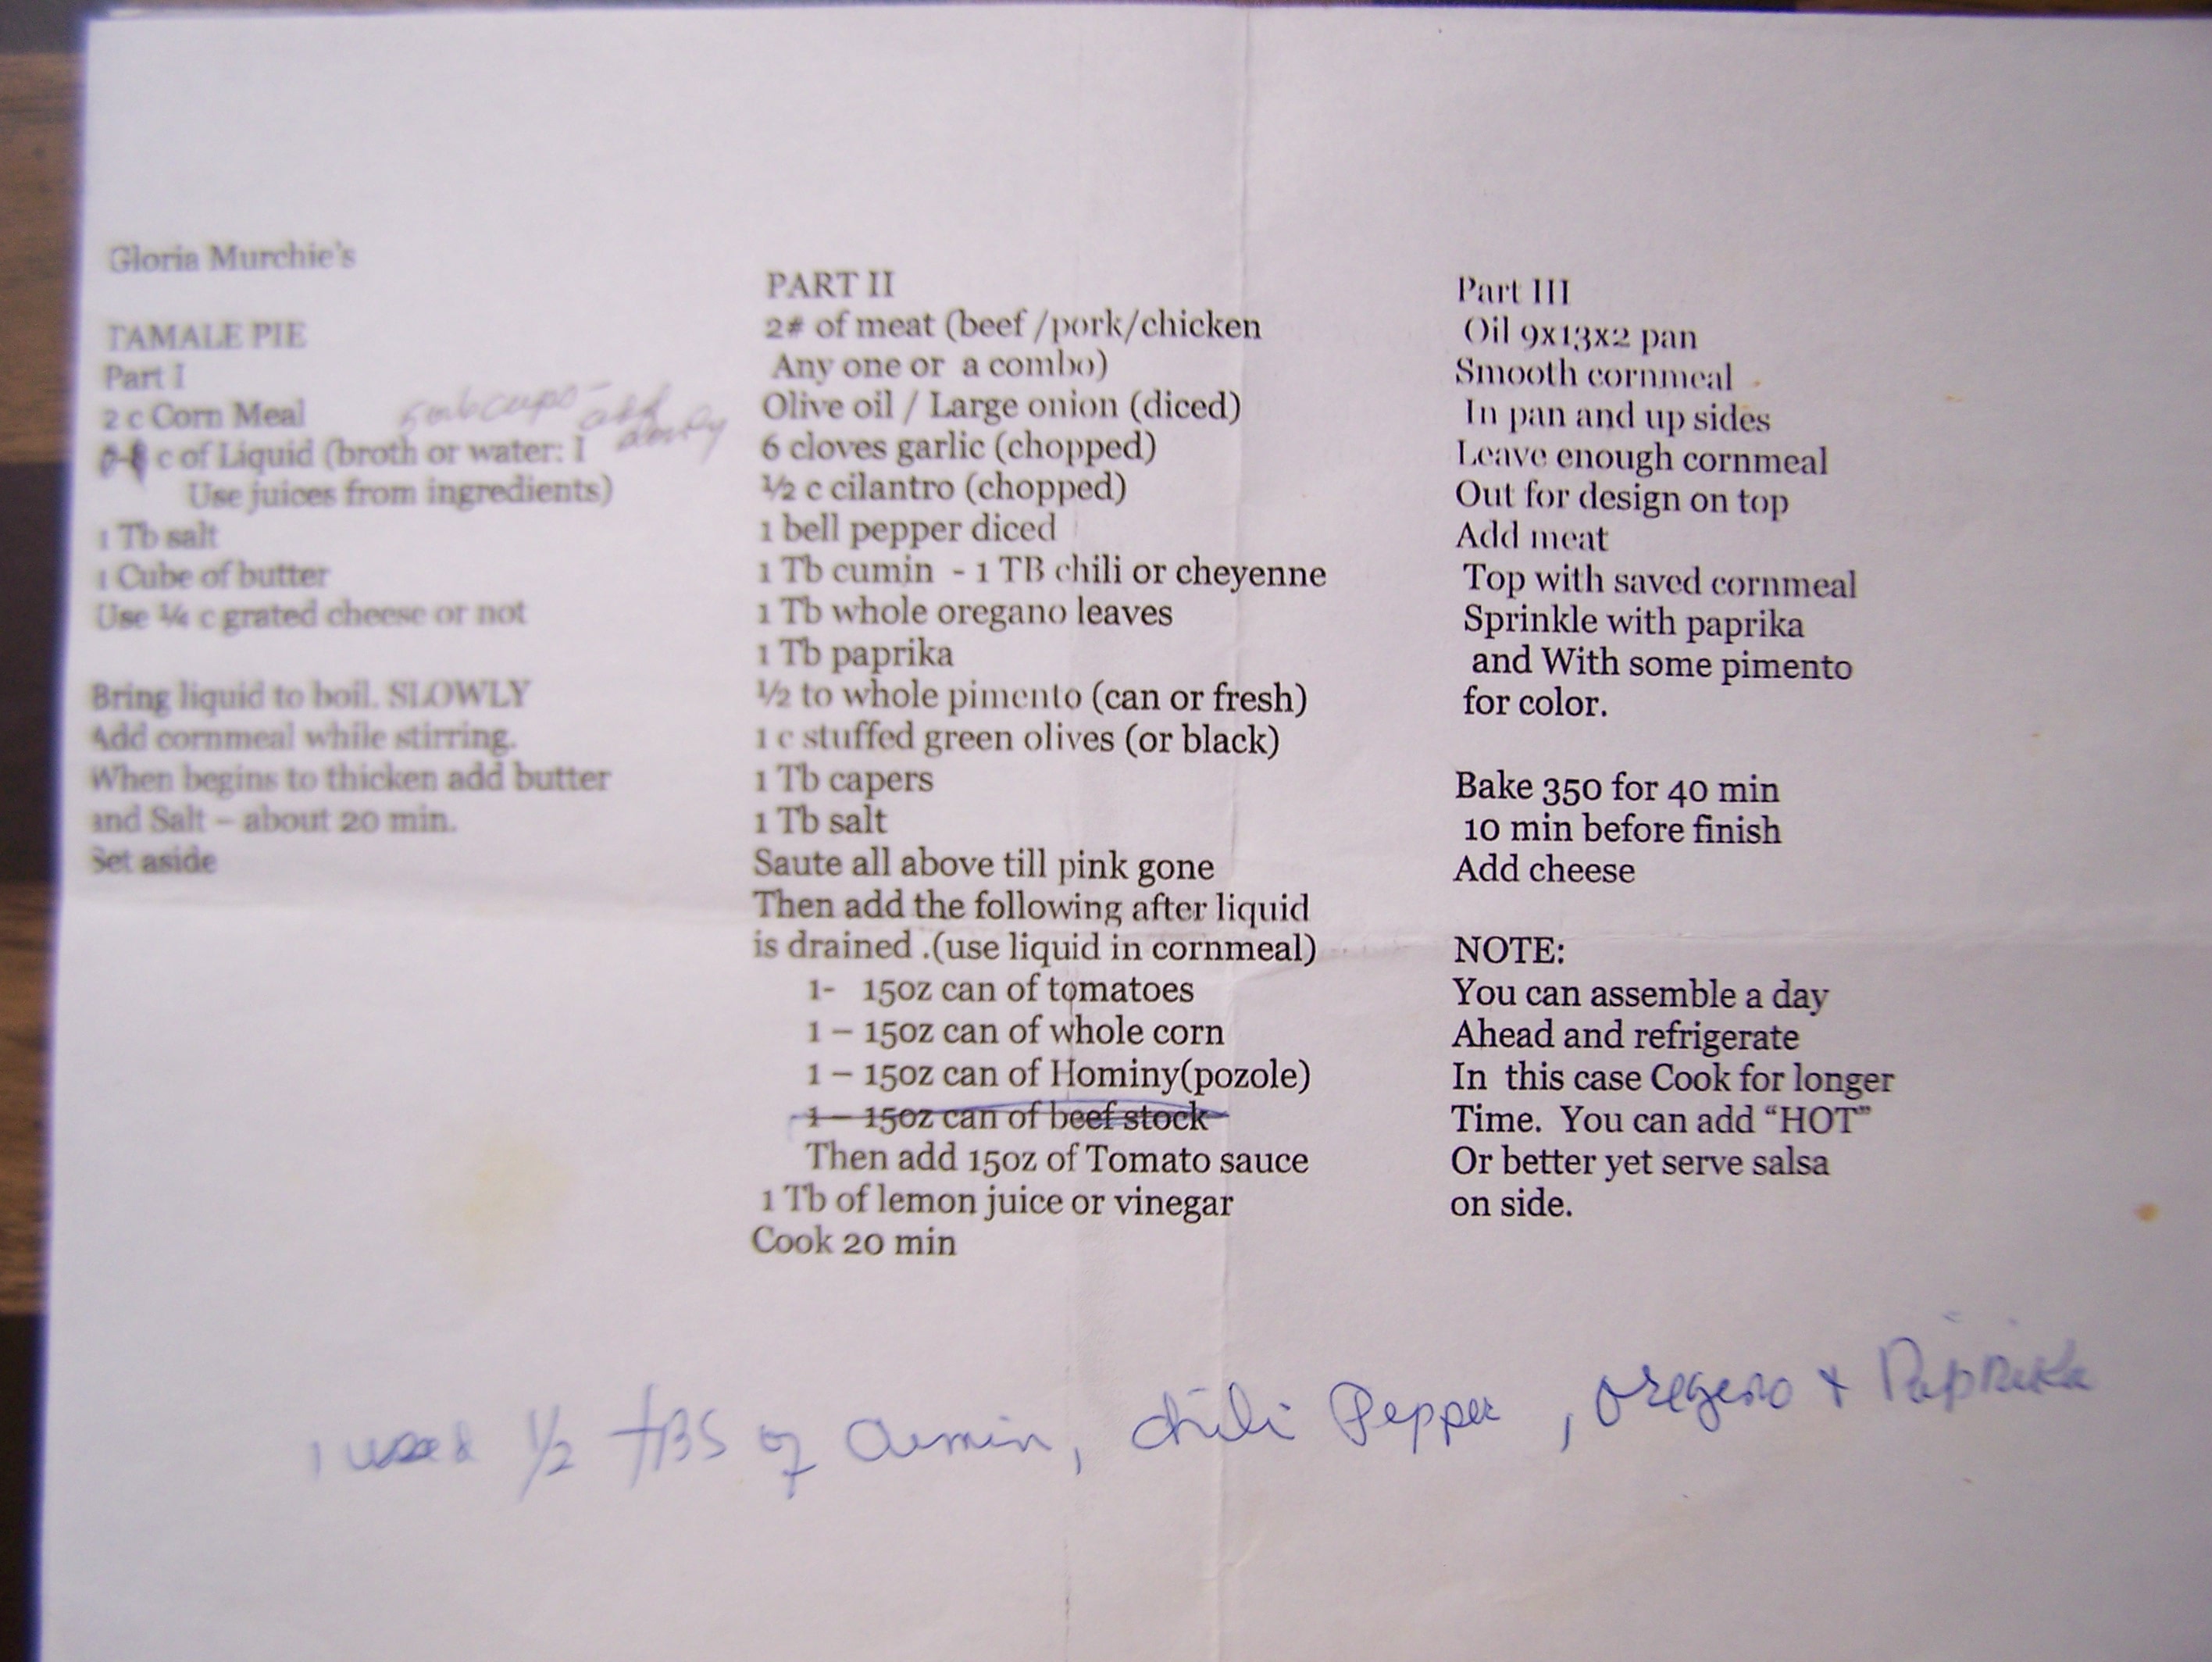 Gloria Murchie's
TAMALE PIE
Part I
2 c Corn Meal
5 or 6 cups - add
slowly
c of Liquid (broth or water: I
Use juices from ingredients)
1 Tb salt
1 Cube of butter
Use ¼ c grated cheese or not
Bring liquid to boil. SLOWLY
Add cornmeal while stirring.
When begins to thicken add butter
and Salt – about 20 min.
Set aside
PART II
2# of meat (beef /pork/chicken
Any one or a combo)
Olive oil / Large onion (diced)
6 cloves garlic (chopped)
½ c cilantro (chopped)
1 bell pepper diced
1 Tb cumin - 1 TB chili or cheyenne
1 Tb whole oregano leaves
1 Tb paprika
½ to whole pimento (can or fresh)
1 c stuffed green olives (or black)
1 Tb capers
1 Tb salt
Saute all above till pink gone
Then add the following after liquid
is drained .(use liquid in cornmeal)
1- 15oz can of tomatoes
1 – 15oz can of whole corn
1 – 15oz can of Hominy(pozole)
1 – 15oz can of beef stock
Then add 15oz of Tomato sauce
1 Tb of lemon juice or vinegar
Cook 20 min
Part III
Oil 9x13x2 pan
Smooth cornmeal
In pan and up sides
Leave enough cornmeal
Out for design on top
Add meat
Top with saved cornmeal
Sprinkle with paprika
and With some pimento
for color.
Bake 350 for 40 min
10 min before finish
Add cheese
NOTE:
You can assemble a day
Ahead and refrigerate
In this case Cook for longer
Time. You can add “HOT”
Or better yet serve salsa
on side.
I used ½ TBS of Cumin, chili Pepper, Oregeno + Paprika